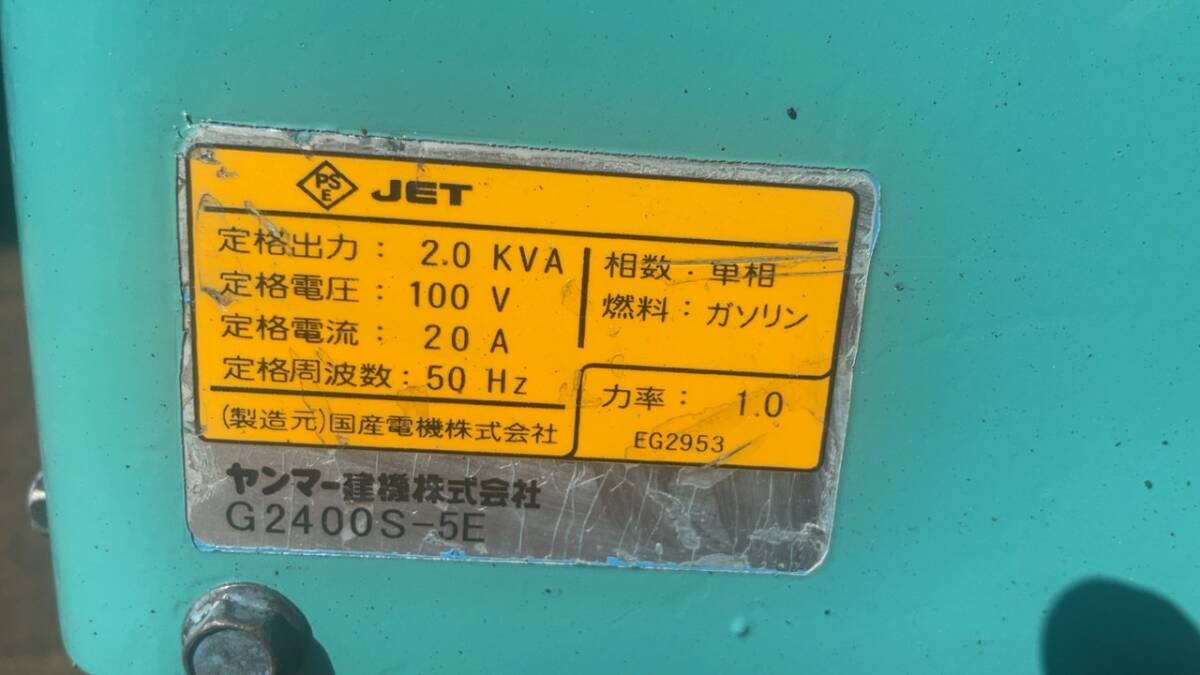 PSE JET
定格出力: 2.0 KVA
定格電圧: 100 V
定格電流: 20 A
定格周波数: 50 Hz
(製造元)国産電機株式会社
相数: 単相
燃料: ガソリン
力率: 1.0
EG2953
ヤンマー建機株式会社
G2400S-5E